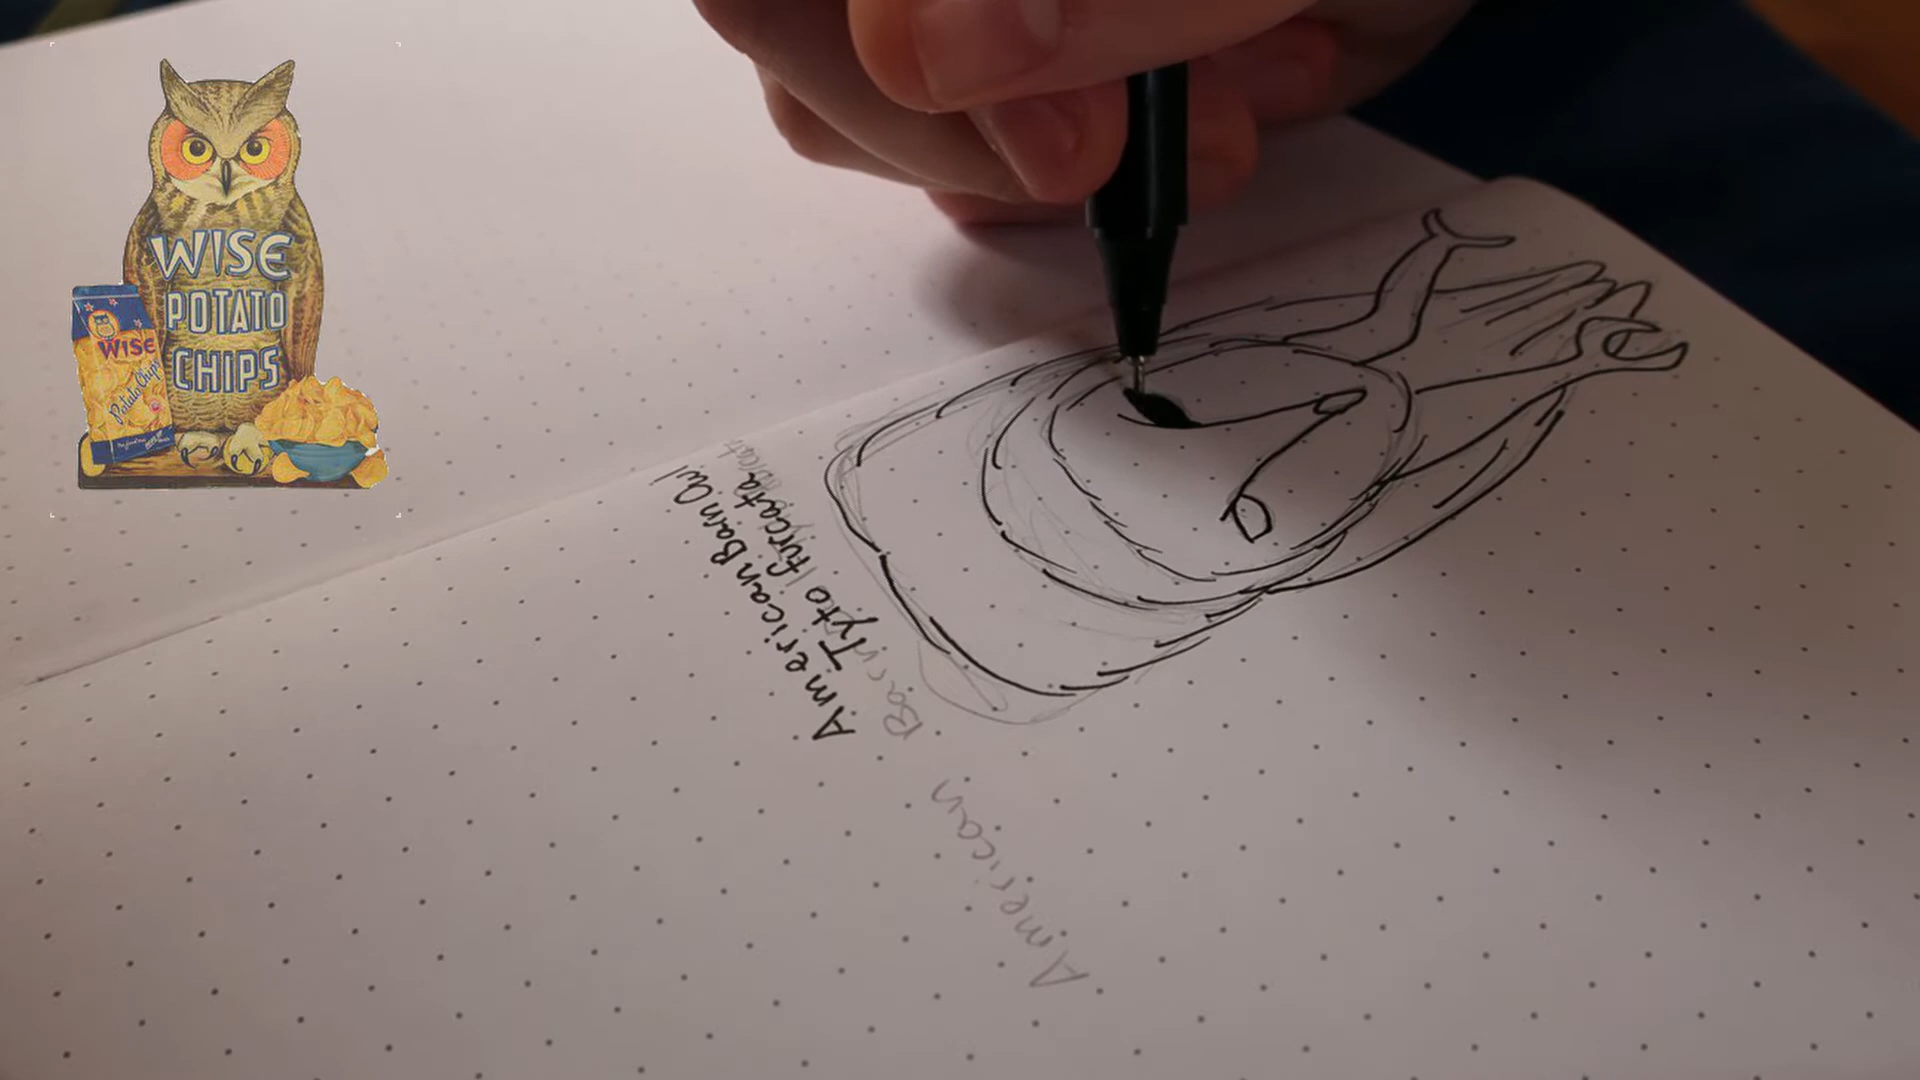 WISE
POTATO
CHIPS
WISE
Potato Chips
American Barn Owl
Tyto furcata
Barn
American